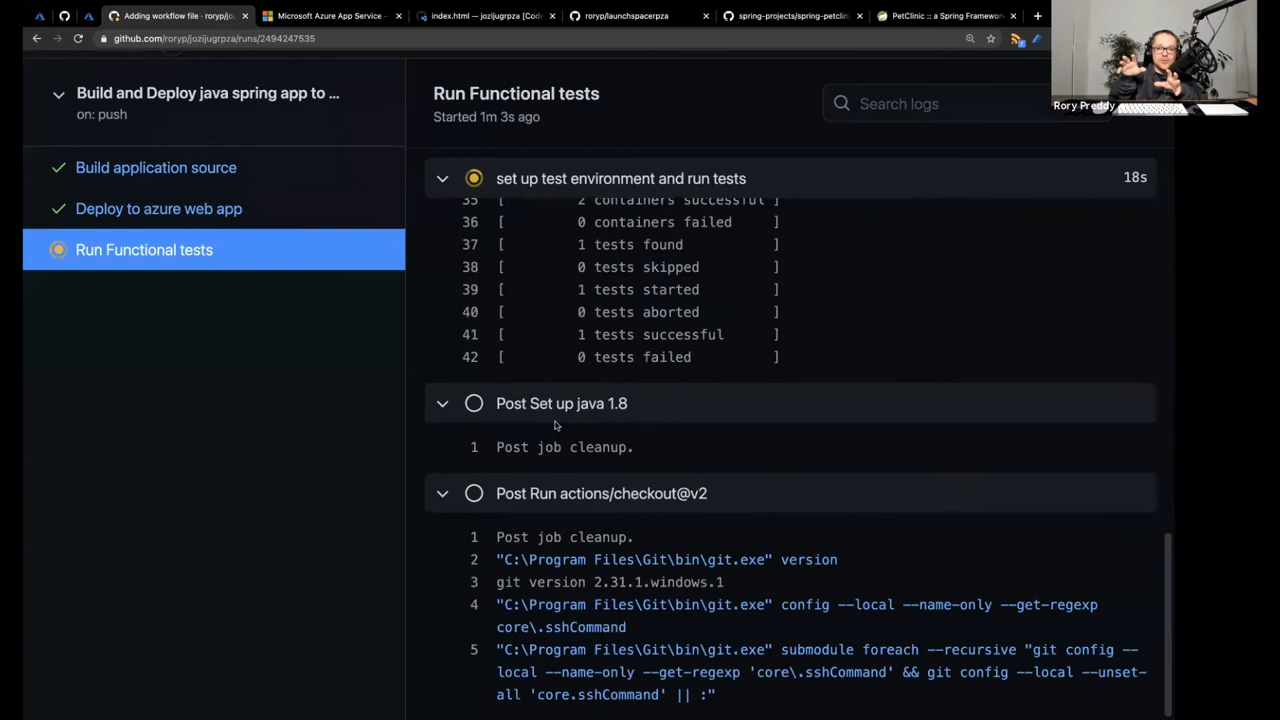 Adding workflow file - roryp/jo
Microsoft Azure App Service -
index.html — jozijugrpza [Code
roryp/launchspacerpza
spring-projects/spring-petclin
PetClinic :: a Spring Framework
github.com/roryp/jozijugrpza/runs/2494247535
Rory Preddy
Build and Deploy java spring app to ...
on: push
Build application source
Deploy to azure web app
Run Functional tests
Run Functional tests
Started 1m 3s ago
Search logs
set up test environment and run tests
18s
35 [ 2 containers successful ]
36 [ 0 containers failed ]
37 [ 1 tests found ]
38 [ 0 tests skipped ]
39 [ 1 tests started ]
40 [ 0 tests aborted ]
41 [ 1 tests successful ]
42 [ 0 tests failed ]
Post Set up java 1.8
1 Post job cleanup.
Post Run actions/checkout@v2
1 Post job cleanup.
2 "C:\Program Files\Git\bin\git.exe" version
3 git version 2.31.1.windows.1
4 "C:\Program Files\Git\bin\git.exe" config --local --name-only --get-regexp
core\.sshCommand
5 "C:\Program Files\Git\bin\git.exe" submodule foreach --recursive "git config --
local --name-only --get-regexp 'core\.sshCommand' && git config --local --unset-
all 'core.sshCommand' || :"